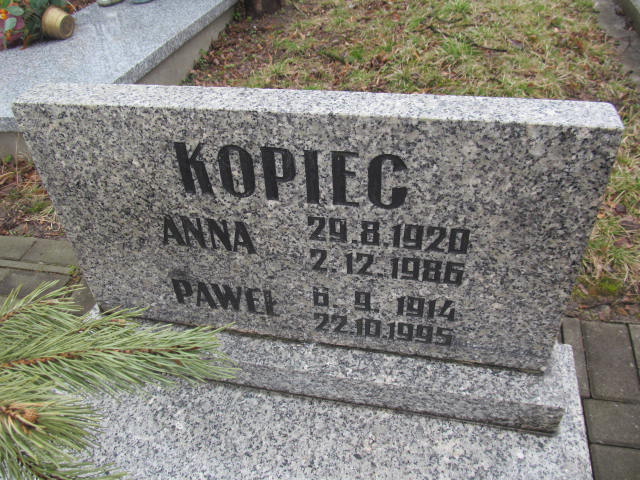 KOPIEC
ANNA 29.8.1920
2.12.1986
PAWEŁ 6.9.1914
22.10.1995